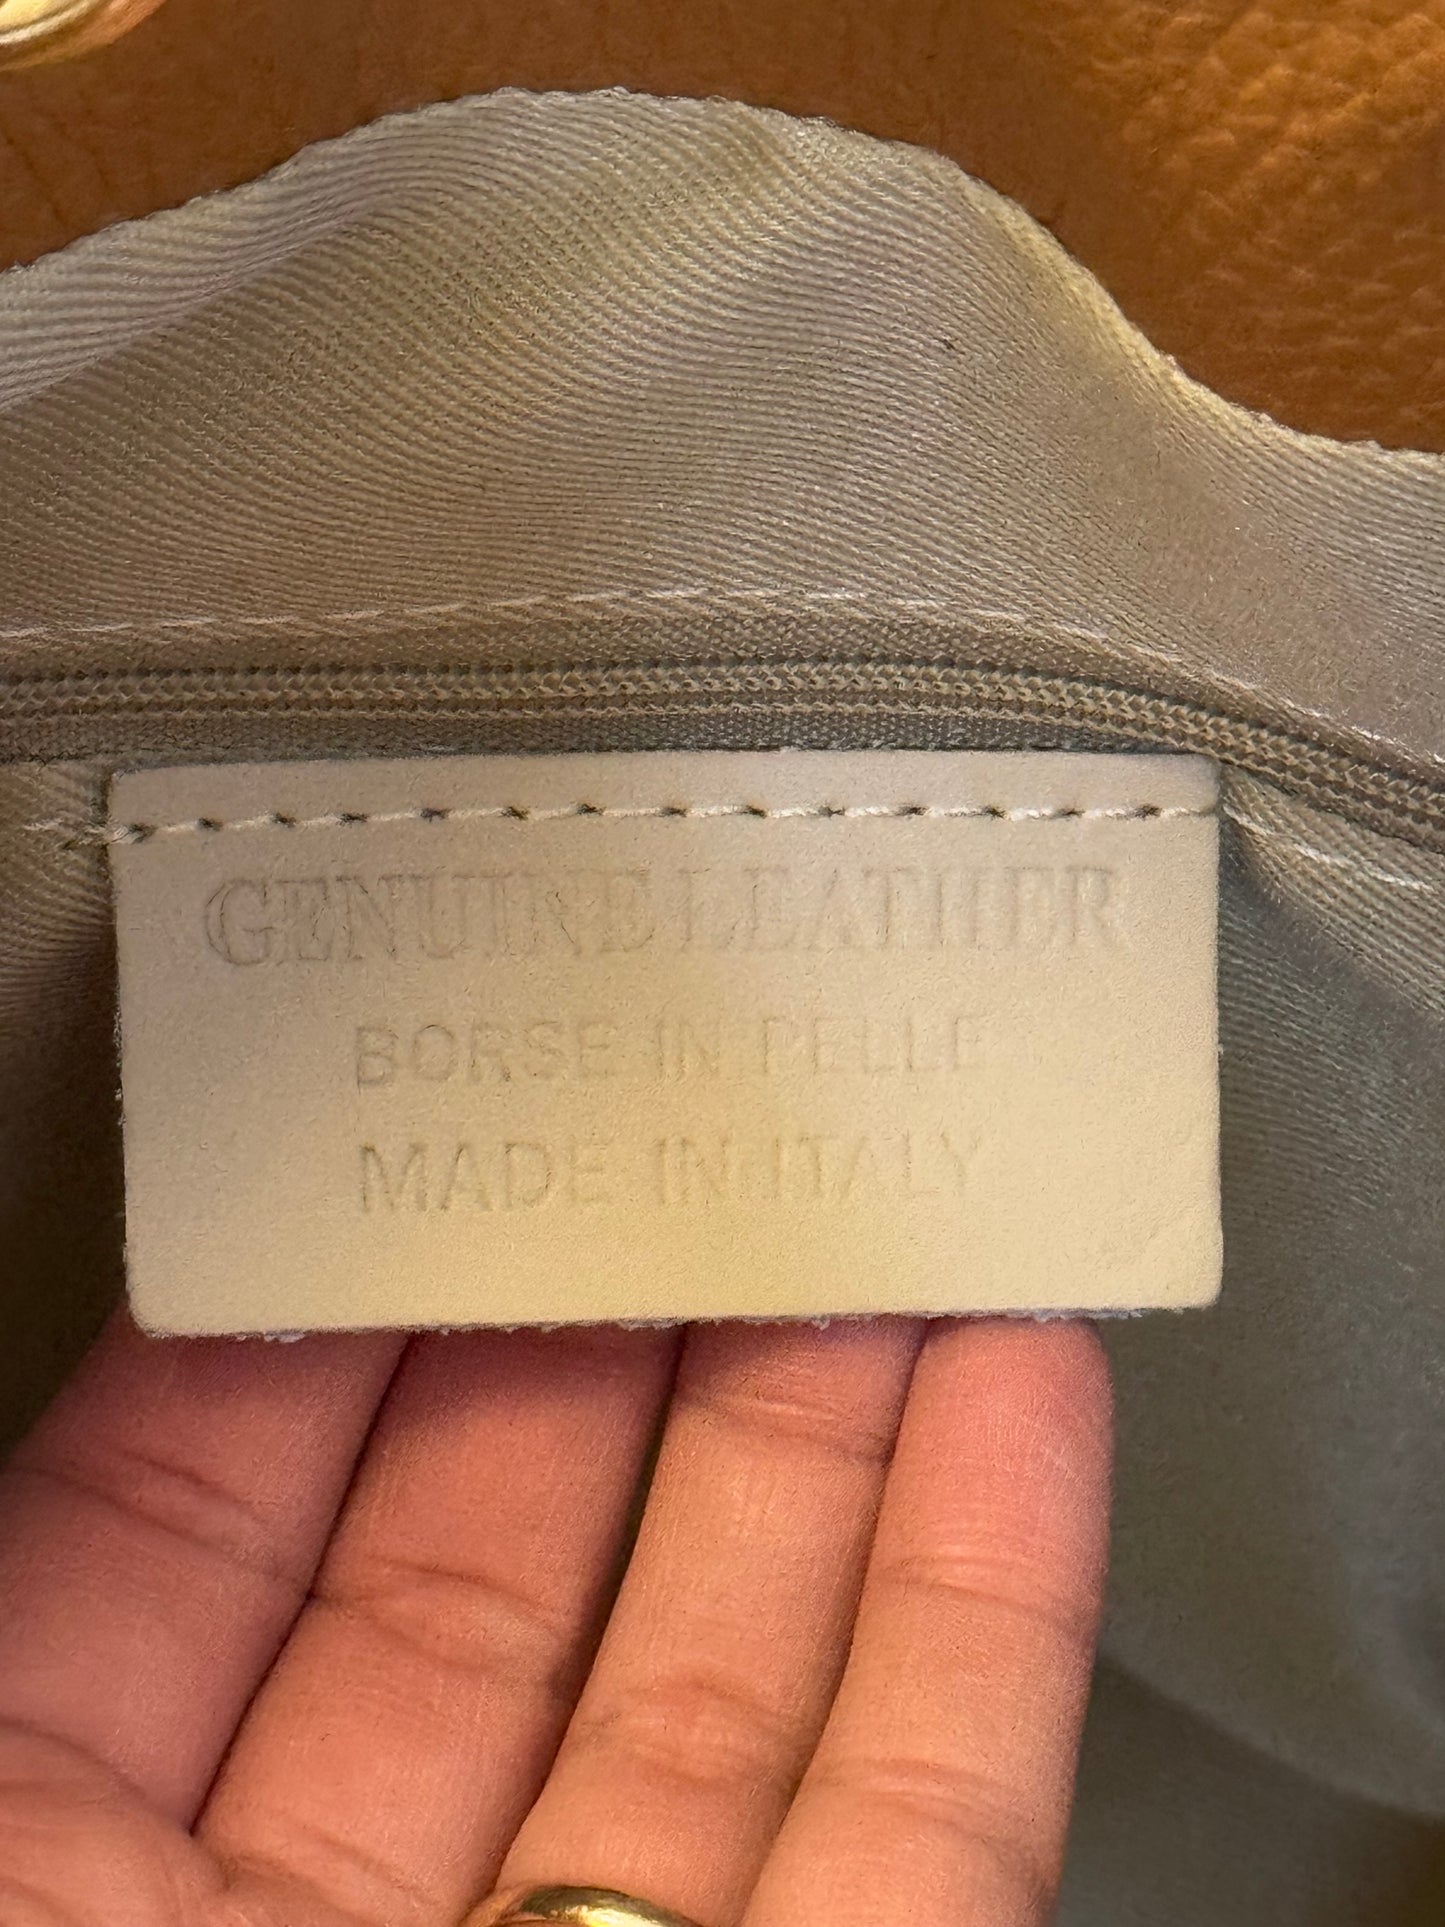 GENUINE LEATHER
BORSE IN PELLE
MADE IN ITALY